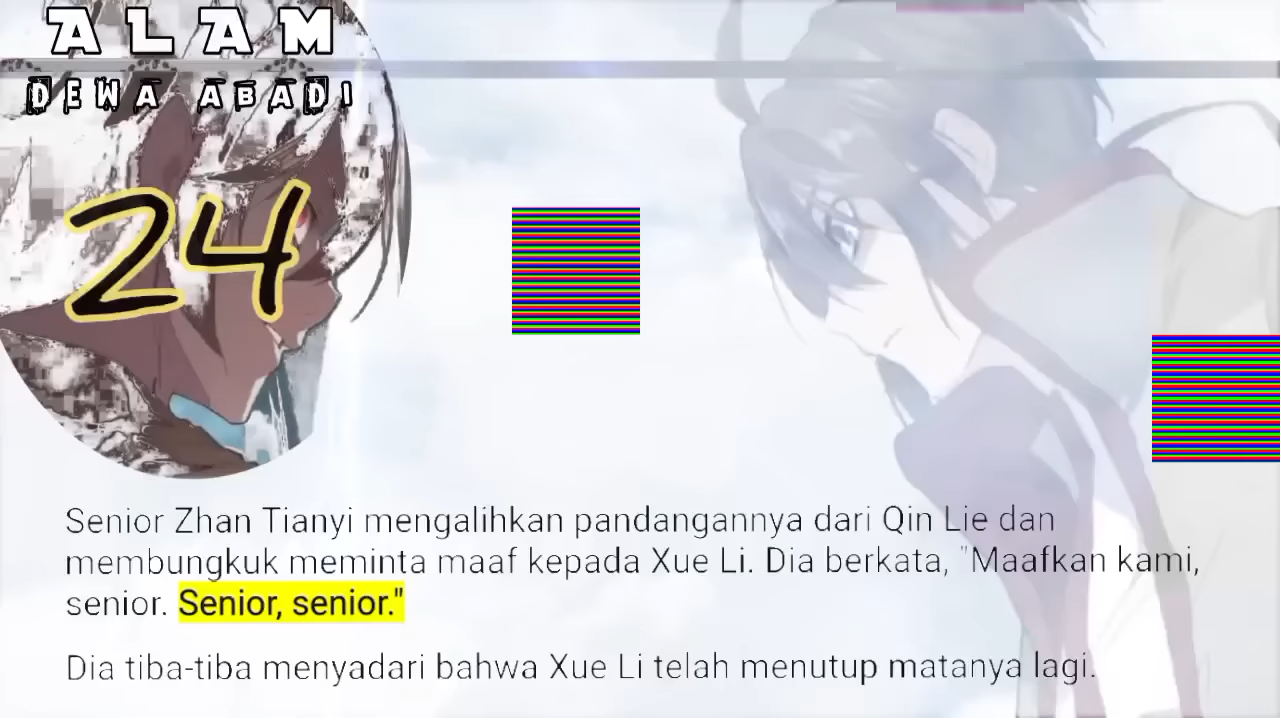 ALAM
DEWA ABADI
24
Senior Zhan Tianyi mengalihkan pandangannya dari Qin Lie dan
membungkuk meminta maaf kepada Xue Li. Dia berkata, "Maafkan kami,
senior. Senior, senior."
Dia tiba-tiba menyadari bahwa Xue Li telah menutup matanya lagi.